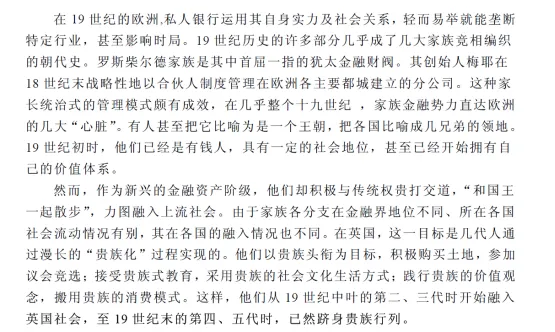 在 19 世纪的欧洲,私人银行运用其自身实力及社会关系，轻而易举就能垄断
特定行业，甚至影响时局。19 世纪历史的许多部分几乎成了几大家族竞相编织
的朝代史。罗斯柴尔德家族是其中首屈一指的犹太金融财阀。其创始人梅耶在
18 世纪末战略性地以合伙人制度管理在欧洲各主要都城建立的分公司。这种家
长统治式的管理模式颇有成效，在几乎整个十九世纪 ，家族金融势力直达欧洲
的几大“心脏”。有人甚至把它比喻为是一个王朝，把各国比喻成几兄弟的领地。
19 世纪初时，他们已经是有钱人，具有一定的社会地位，甚至已经开始拥有自
己的价值体系。
然而，作为新兴的金融资产阶级，他们却积极与传统权贵打交道，“和国王
一起散步”，力图融入上流社会。由于家族各分支在金融界地位不同、所在各国
社会流动情况有别，其在各国的融入情况也不同。在英国，这一目标是几代人通
过漫长的“贵族化”过程实现的。他们以贵族头衔为目标，积极购买土地，参加
议会竞选；接受贵族式教育，采用贵族的社会文化生活方式；践行贵族的价值观
念，搬用贵族的消费模式。这样，他们从 19 世纪中叶的第二、三代时开始融入
英国社会，至 19 世纪末的第四、五代时，已然跻身贵族行列。